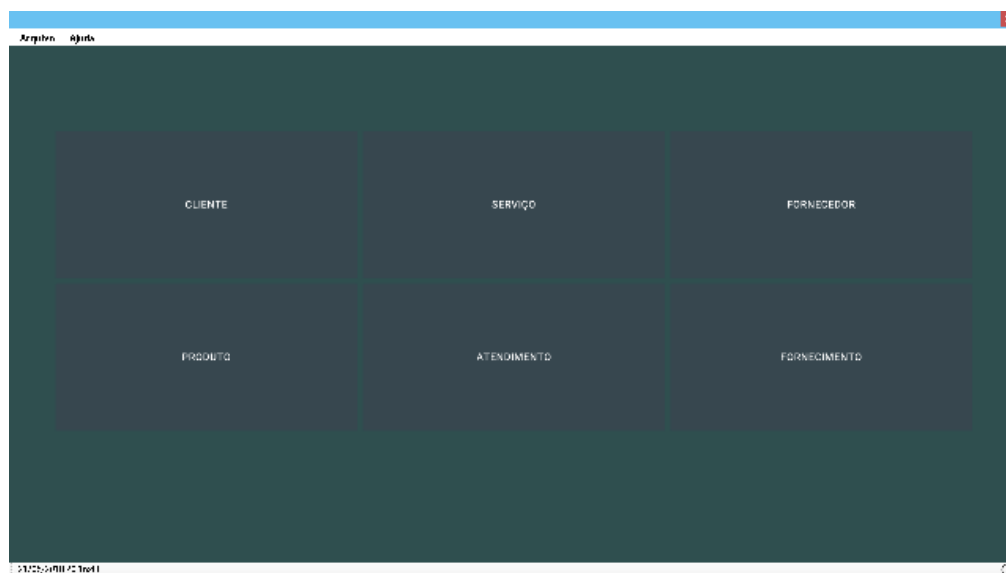 Arquivo Ajuda
CLIENTE SERVIÇO FORNECEDOR
PRODUTO ATENDIMENTO FORNECIMENTO